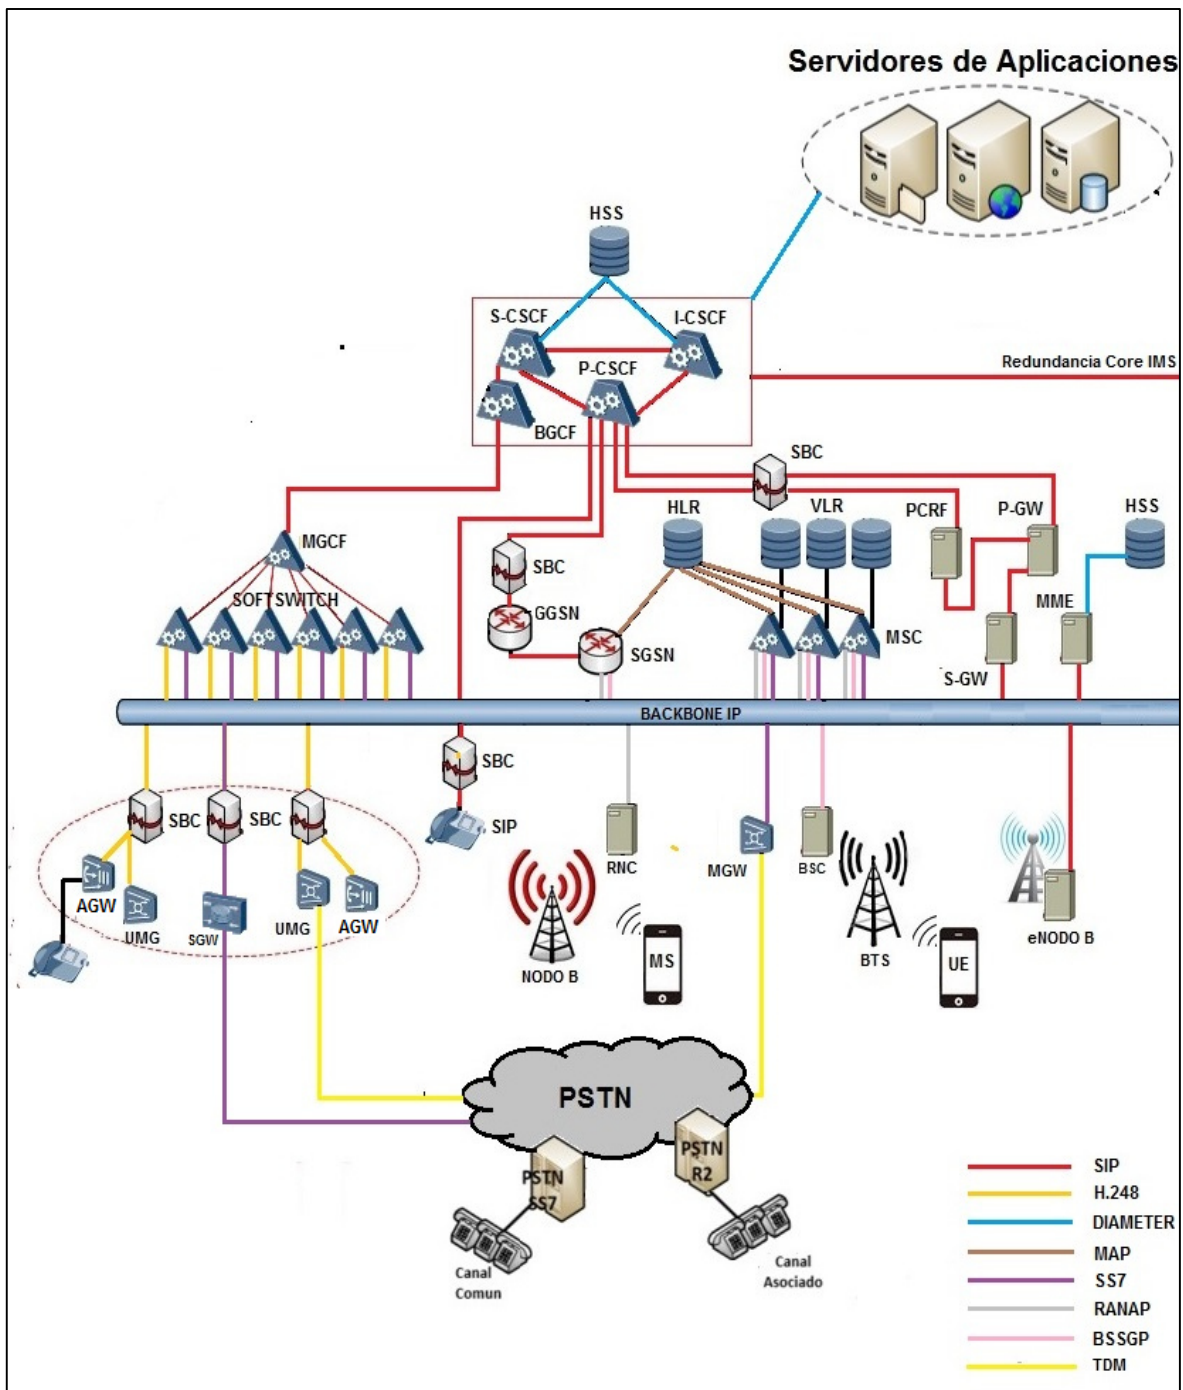 Servidores de Aplicaciones
HSS
S-CSCF
I-CSCF
P-CSCF
Redundancia Core IMS
BGCF
SBC
HLR
VLR
PCRF
P-GW
HSS
MGCF
SBC
SOFTSWITCH
GGSN
MME
MSC
SGSN
S-GW
BACKBONE IP
SBC
SBC
SBC
SIP
RNC
MGW
BSC
AGW
UMG
SGW
UMG
AGW
NODO B
MS
BTS
UE
eNODO B
PSTN
PSTN
R2
PSTN
SS7
Canal
Comun
Canal
Asociado
SIP
H.248
DIAMETER
MAP
SS7
RANAP
BSSGP
TDM